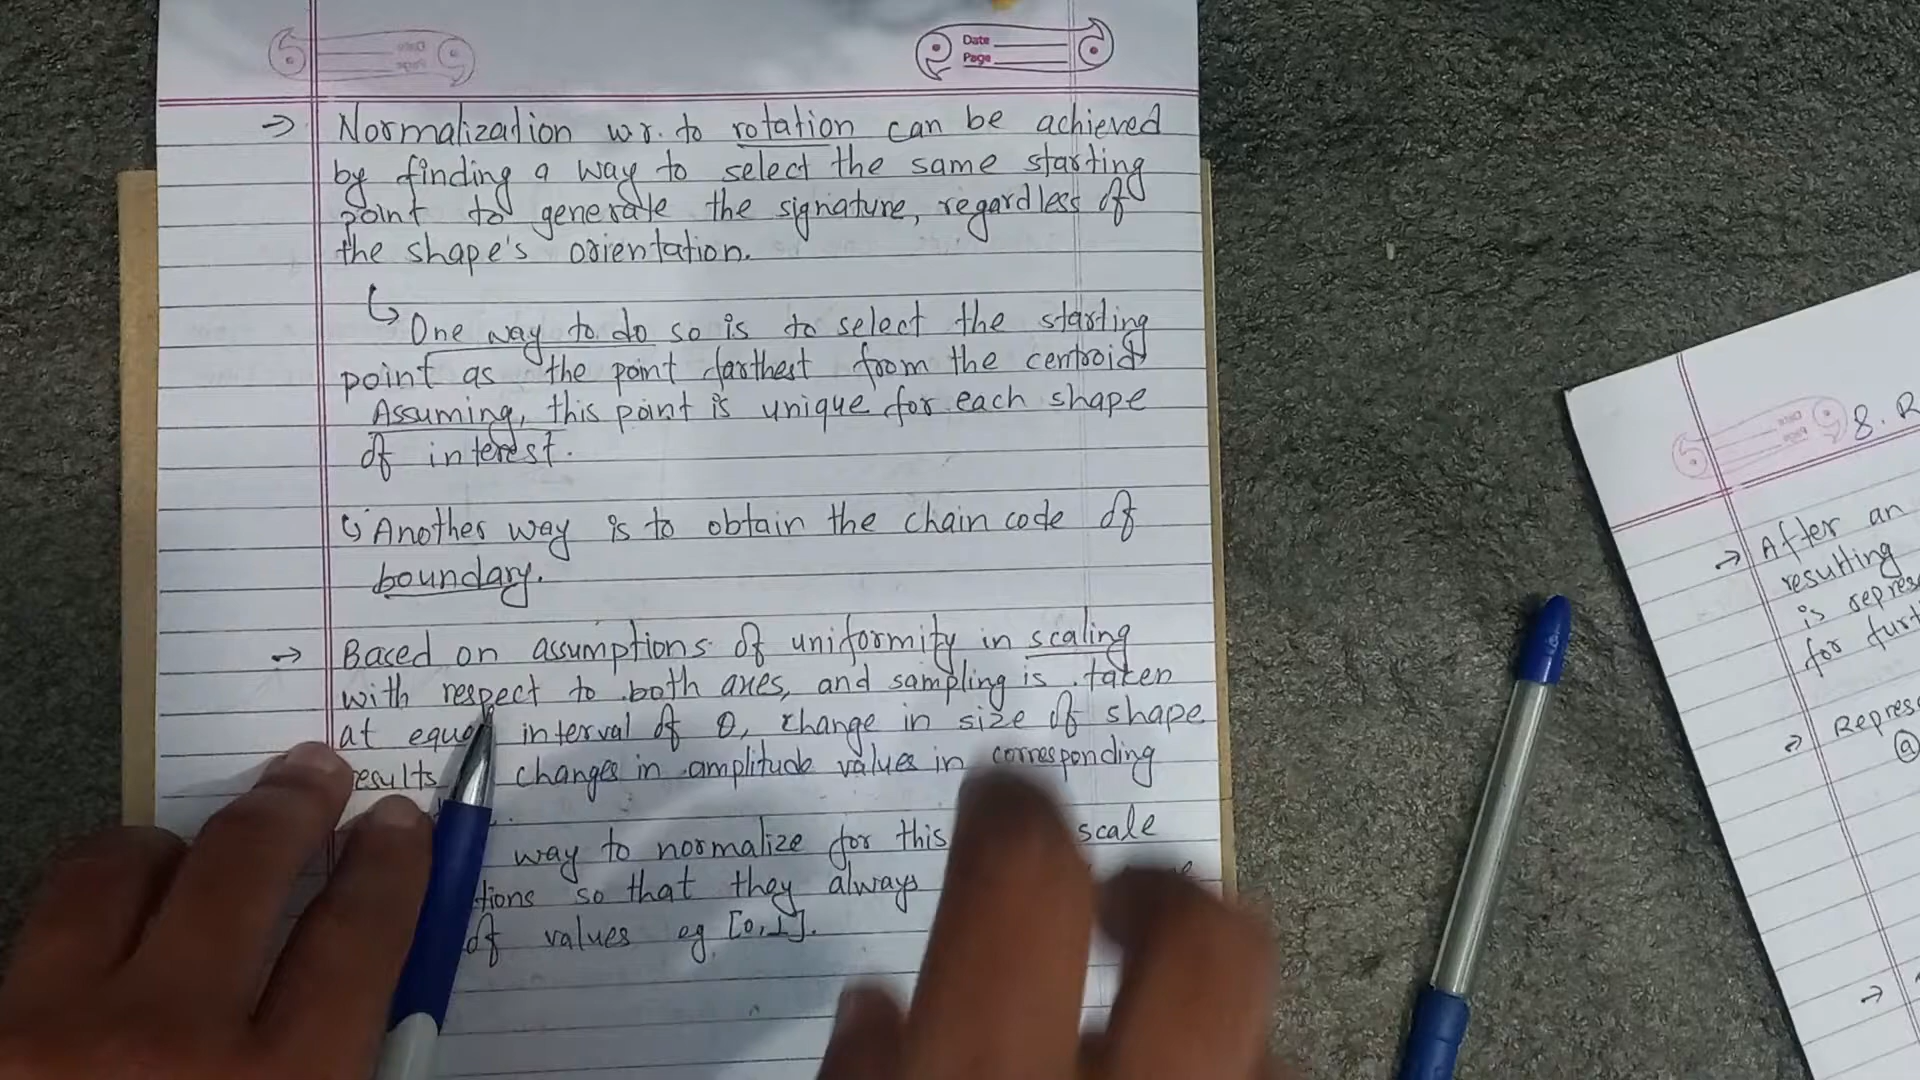 Date
Page
→ Normalization wr. to rotation can be achieved
by finding a way to select the same starting
point to generate the signature, regardless of
the shape's orientation.
↳ One way to do so is to select the starting
point as the point farthest from the centroid
Assuming, this point is unique for each shape
of interest.
↳ Another way is to obtain the chain code of
boundary.
→ Based on assumptions of uniformity in scaling
with respect to both axes, and sampling is taken
at equal interval of θ, change in size of shape
results changes in amplitude values in corresponding
way to normalize for this scale
so that they always
of values eg [0,1].
8. R
→ After an
resulting
is repres
for furt
→ Repres
@
→